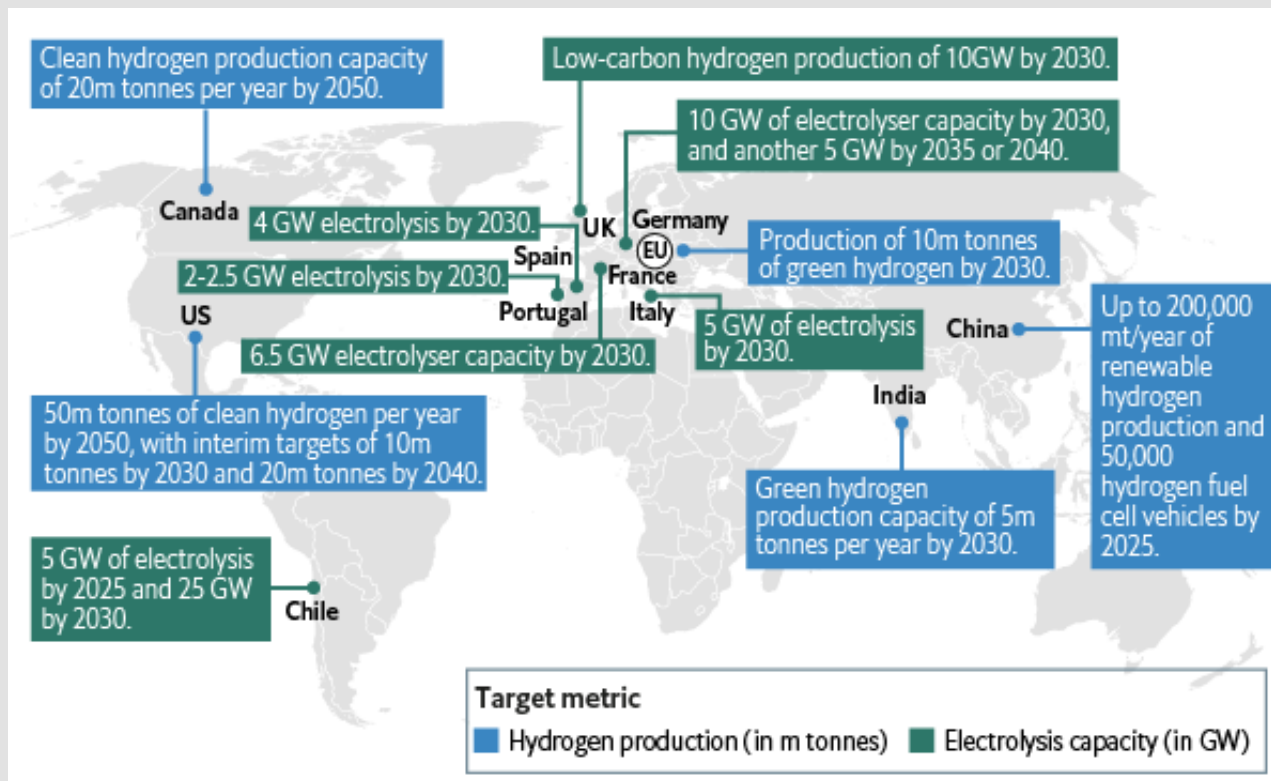 Clean hydrogen production capacity
of 20m tonnes per year by 2050.
Canada
Low-carbon hydrogen production of 10GW by 2030.
UK
10 GW of electrolyser capacity by 2030,
and another 5 GW by 2035 or 2040.
Germany
4 GW electrolysis by 2030.
Spain
EU
Production of 10m tonnes
of green hydrogen by 2030.
2-2.5 GW electrolysis by 2030.
Portugal
France
6.5 GW electrolyser capacity by 2030.
Italy
5 GW of electrolysis
by 2030.
US
50m tonnes of clean hydrogen per year
by 2050, with interim targets of 10m
tonnes by 2030 and 20m tonnes by 2040.
China
Up to 200,000
mt/year of
renewable
hydrogen
production and
50,000
hydrogen fuel
cell vehicles by
2025.
India
Green hydrogen
production capacity of 5m
tonnes per year by 2030.
5 GW of electrolysis
by 2025 and 25 GW
by 2030.
Chile
Target metric
Hydrogen production (in m tonnes)
Electrolysis capacity (in GW)